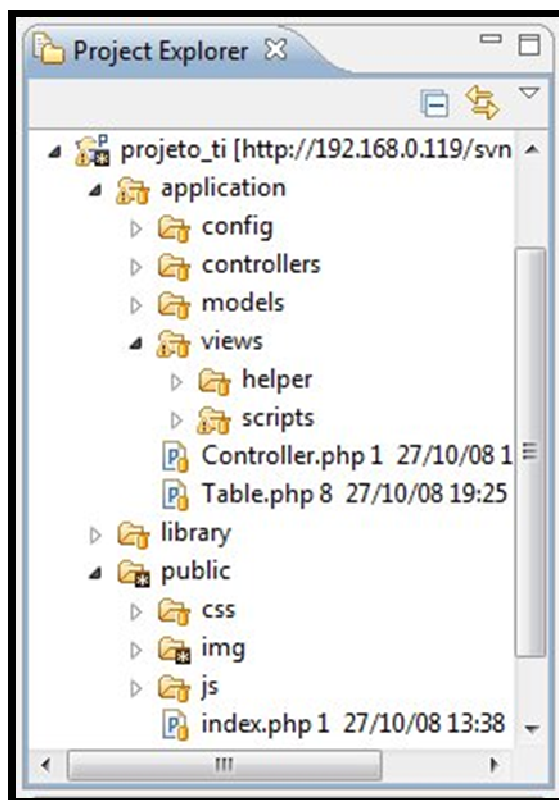 Project Explorer
projeto_ti [http://192.168.0.119/svn
application
config
controllers
models
views
helper
scripts
Controller.php 1 27/10/08 1
Table.php 8 27/10/08 19:25
library
public
css
img
js
index.php 1 27/10/08 13:38